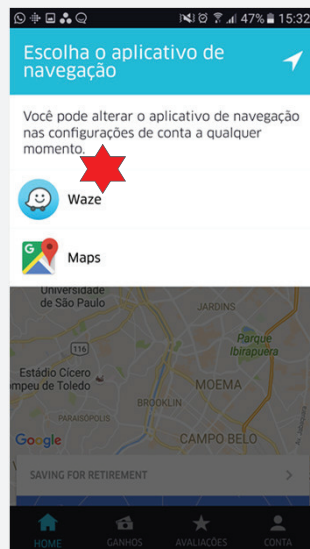 47% 15:32
Escolha o aplicativo de
navegação
Você pode alterar o aplicativo de navegação
nas configurações de conta a qualquer
momento.
Waze
G
Maps
Universidade
de São Paulo
JARDINS
116
Parque
Ibirapuera
Estádio Cícero
mpeu de Toledo
MOEMA
BROOKLIN
PARAISÓPOLIS
Google
CAMPO BELO
SAVING FOR RETIREMENT
HOME GANHOS AVALIAÇÕES CONTA